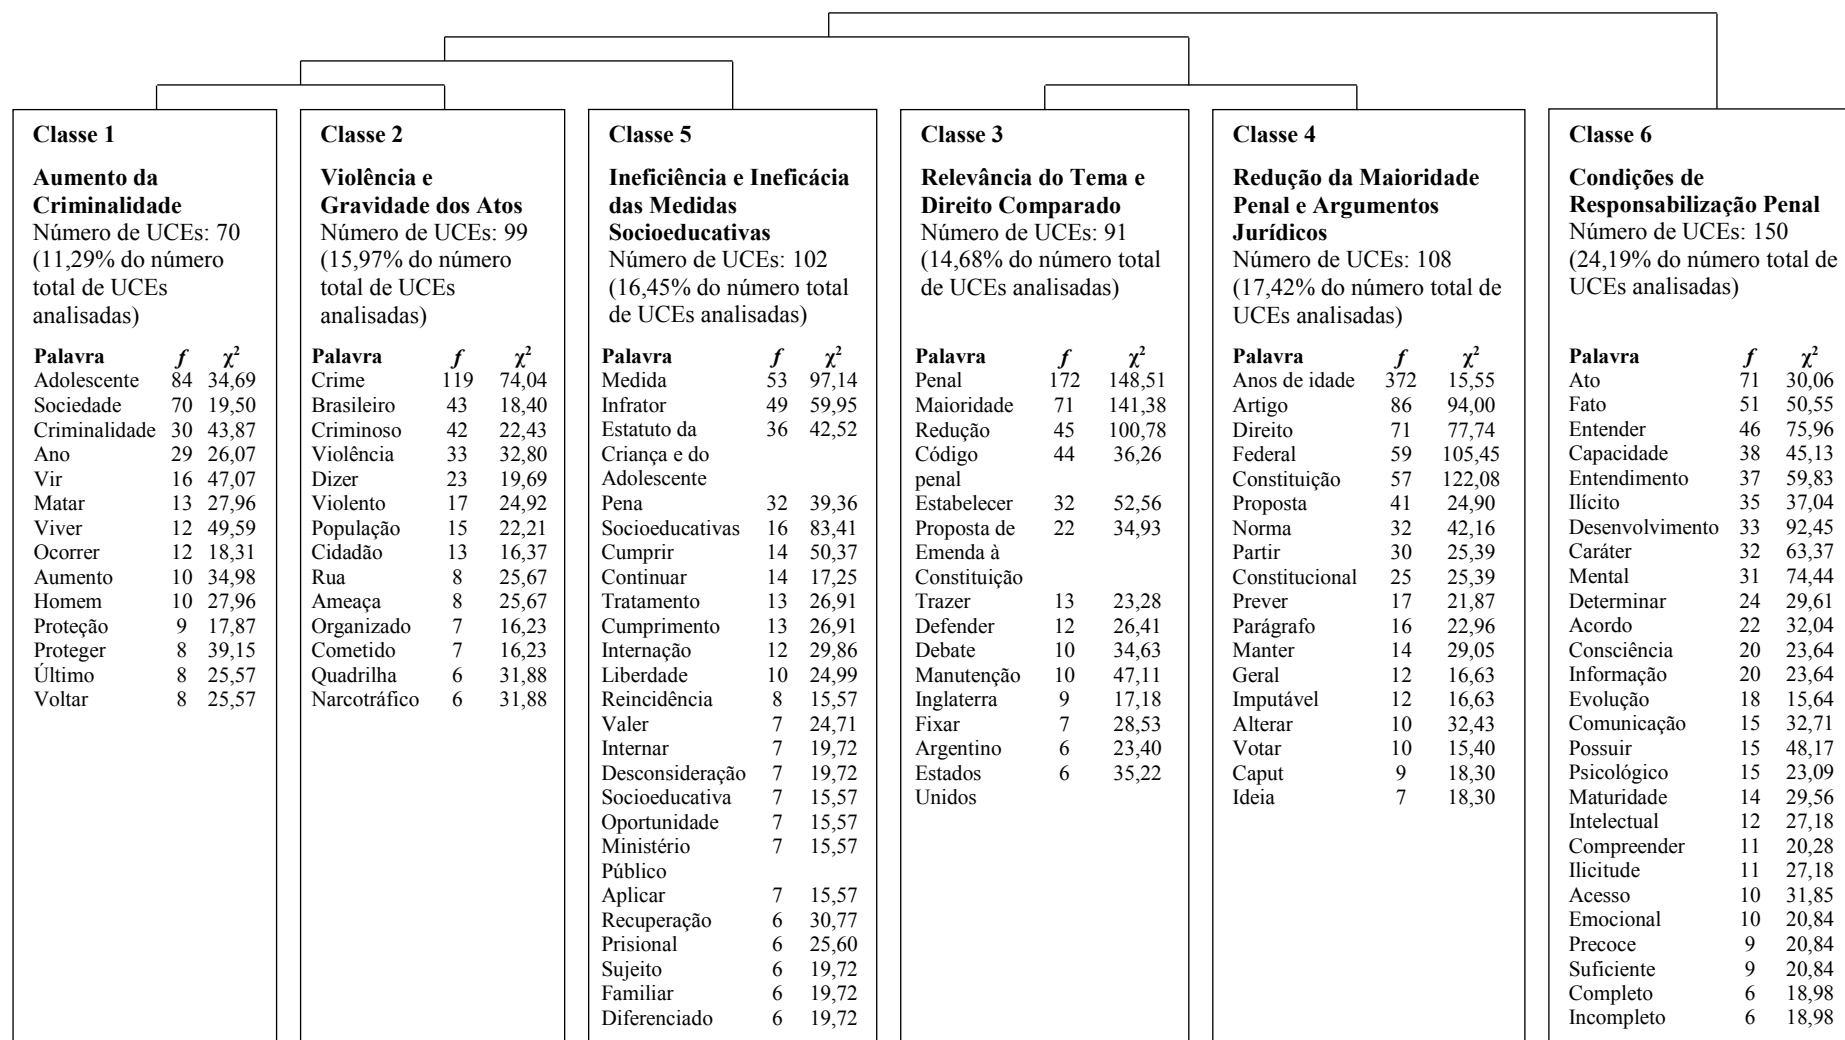 Classe 1
Aumento da
Criminalidade
Número de UCEs: 70
(11,29% do número
total de UCEs
analisadas)
Palavra f χ²
Adolescente 84 34,69
Sociedade 70 19,50
Criminalidade 30 43,87
Ano 29 26,07
Vir 16 47,07
Matar 13 27,96
Viver 12 49,59
Ocorrer 12 18,31
Aumento 10 34,98
Homem 10 27,96
Proteção 9 17,87
Proteger 8 39,15
Último 8 25,57
Voltar 8 25,57
Classe 2
Violência e
Gravidade dos Atos
Número de UCEs: 99
(15,97% do número
total de UCEs
analisadas)
Palavra f χ²
Crime 119 74,04
Brasileiro 43 18,40
Criminoso 42 22,43
Violência 33 32,80
Dizer 23 19,69
Violento 17 24,92
População 15 22,21
Cidadão 13 16,37
Rua 8 25,67
Ameaça 8 25,67
Organizado 7 16,23
Cometido 7 16,23
Quadrilha 6 31,88
Narcotráfico 6 31,88
Classe 5
Ineficiência e Ineficácia
das Medidas
Socioeducativas
Número de UCEs: 102
(16,45% do número total
de UCEs analisadas)
Palavra f χ²
Medida 53 97,14
Infrator 49 59,95
Estatuto da 36 42,52
Criança e do
Adolescente
Pena 32 39,36
Socioeducativas 16 83,41
Cumprir 14 50,37
Continuar 14 17,25
Tratamento 13 26,91
Cumprimento 13 26,91
Internação 12 29,86
Liberdade 10 24,99
Reincidência 8 15,57
Valer 7 24,71
Internar 7 19,72
Desconsideração 7 19,72
Socioeducativa 7 15,57
Oportunidade 7 15,57
Ministério 7 15,57
Público
Aplicar 7 15,57
Recuperação 6 30,77
Prisional 6 25,60
Sujeito 6 19,72
Familiar 6 19,72
Diferenciado 6 19,72
Classe 3
Relevância do Tema e
Direito Comparado
Número de UCEs: 91
(14,68% do número total
de UCEs analisadas)
Palavra f χ²
Penal 172 148,51
Maioridade 71 141,38
Redução 45 100,78
Código 44 36,26
penal
Estabelecer 32 52,56
Proposta de 22 34,93
Emenda à
Constituição
Trazer 13 23,28
Defender 12 26,41
Debate 10 34,63
Manutenção 10 47,11
Inglaterra 9 17,18
Fixar 7 28,53
Argentino 6 23,40
Estados 6 35,22
Unidos
Classe 4
Redução da Maioridade
Penal e Argumentos
Jurídicos
Número de UCEs: 108
(17,42% do número total de
UCEs analisadas)
Palavra f χ²
Anos de idade 372 15,55
Artigo 86 94,00
Direito 71 77,74
Federal 59 105,45
Constituição 57 122,08
Proposta 41 24,90
Norma 32 42,16
Partir 30 25,39
Constitucional 25 25,39
Prever 17 21,87
Parágrafo 16 22,96
Manter 14 29,05
Geral 12 16,63
Imputável 12 16,63
Alterar 10 32,43
Votar 10 15,40
Caput 9 18,30
Ideia 7 18,30
Classe 6
Condições de
Responsabilização Penal
Número de UCEs: 150
(24,19% do número total de
UCEs analisadas)
Palavra f χ²
Ato 71 30,06
Fato 51 50,55
Entender 46 75,96
Capacidade 38 45,13
Entendimento 37 59,83
Ilícito 35 37,04
Desenvolvimento 33 92,45
Caráter 32 63,37
Mental 31 74,44
Determinar 24 29,61
Acordo 22 32,04
Consciência 20 23,64
Informação 20 23,64
Evolução 18 15,64
Comunicação 15 32,71
Possuir 15 48,17
Psicológico 15 23,09
Maturidade 14 29,56
Intelectual 12 27,18
Compreender 11 20,28
Ilicitude 11 27,18
Acesso 10 31,85
Emocional 10 20,84
Precoce 9 20,84
Suficiente 9 20,84
Completo 6 18,98
Incompleto 6 18,98